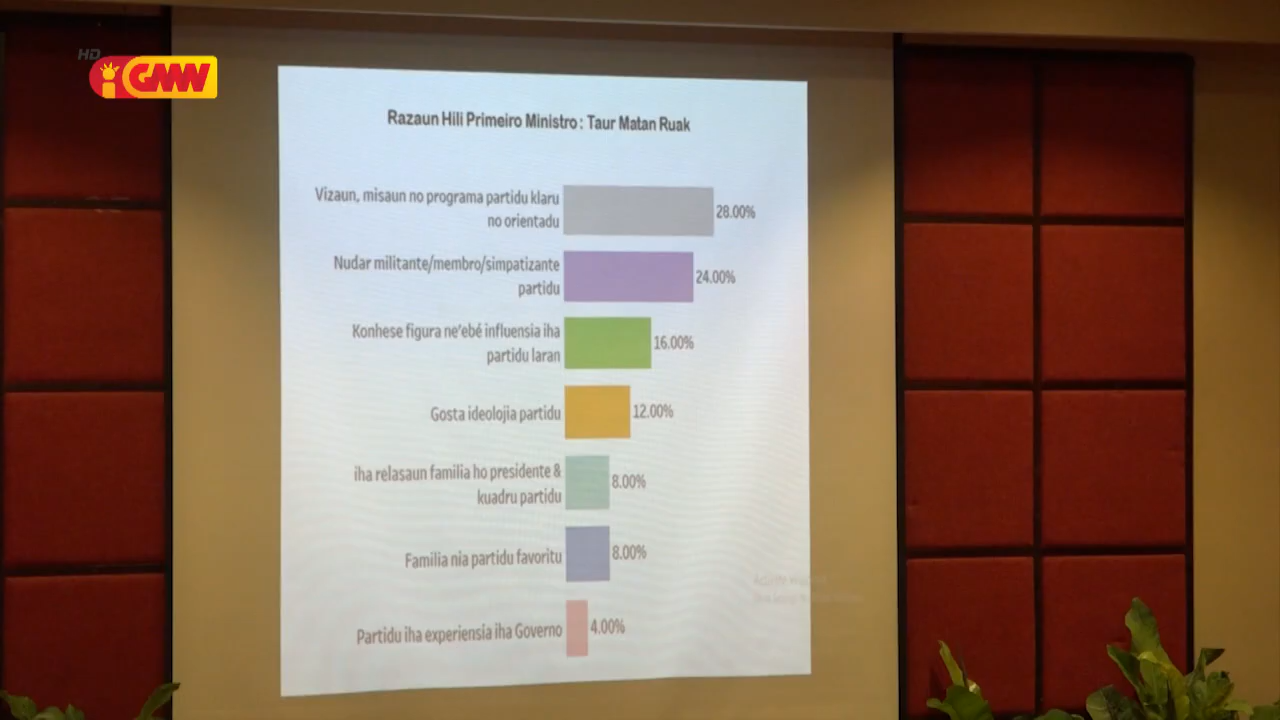 HD
GMW
Razaun Hili Primeiro Ministro : Taur Matan Ruak
Vizaun, misaun no programa partidu klaru
no orientadu
28.00%
Nudar militante/membro/simpatizante
partidu
24.00%
Konhese figura ne'ebé influensia iha
partidu laran
16.00%
Gosta ideolojia partidu
12.00%
iha relasaun familia ho presidente &
kuadru partidu
8.00%
Familia nia partidu favoritu
8.00%
Partidu iha experiensia iha Governo
4.00%